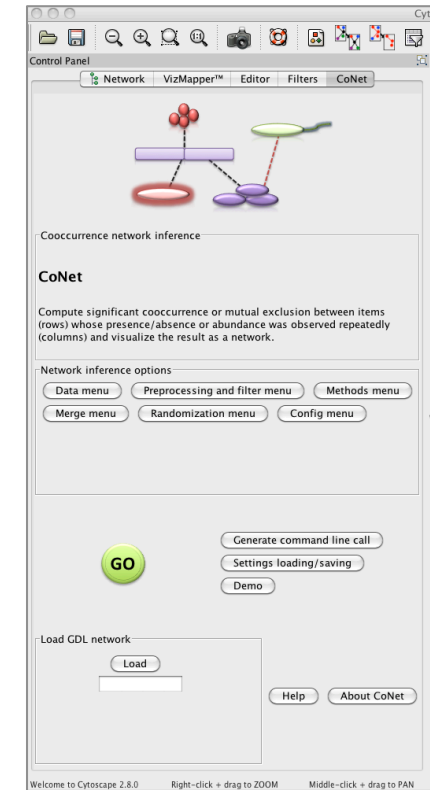 Cyt
1:1
Control Panel
Network VizMapper™ Editor Filters CoNet
Cooccurrence network inference
CoNet
Compute significant cooccurrence or mutual exclusion between items
(rows) whose presence/absence or abundance was observed repeatedly
(columns) and visualize the result as a network.
Network inference options
Data menu Preprocessing and filter menu Methods menu
Merge menu Randomization menu Config menu
Generate command line call
GO Settings loading/saving
Demo
Load GDL network
Load
Help About CoNet
Welcome to Cytoscape 2.8.0 Right-click + drag to ZOOM Middle-click + drag to PAN